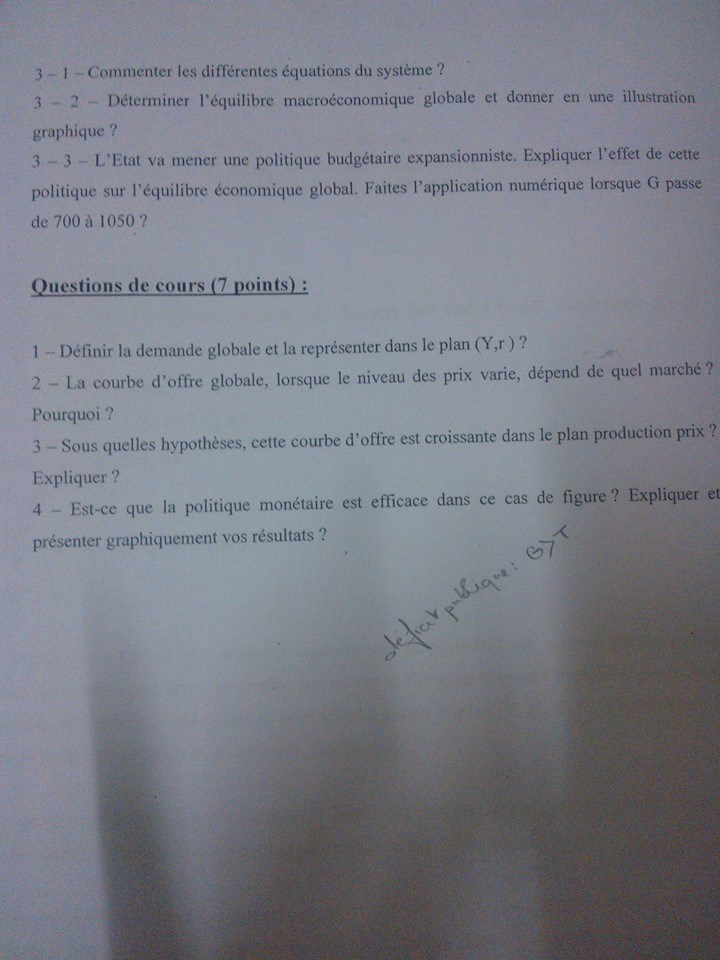 3 – 1 – Commenter les différentes équations du système ?
3 – 2 – Déterminer l'équilibre macroéconomique globale et donner en une illustration
graphique ?
3 – 3 – L'Etat va mener une politique budgétaire expansionniste. Expliquer l'effet de cette
politique sur l'équilibre économique global. Faites l'application numérique lorsque G passe
de 700 à 1050 ?
Questions de cours (7 points) :
1 – Définir la demande globale et la représenter dans le plan (Y,r ) ?
2 – La courbe d'offre globale, lorsque le niveau des prix varie, dépend de quel marché ?
Pourquoi ?
3 – Sous quelles hypothèses, cette courbe d'offre est croissante dans le plan production prix ?
Expliquer ?
4 – Est-ce que la politique monétaire est efficace dans ce cas de figure ? Expliquer et
présenter graphiquement vos résultats ?
déficit publique : G>T